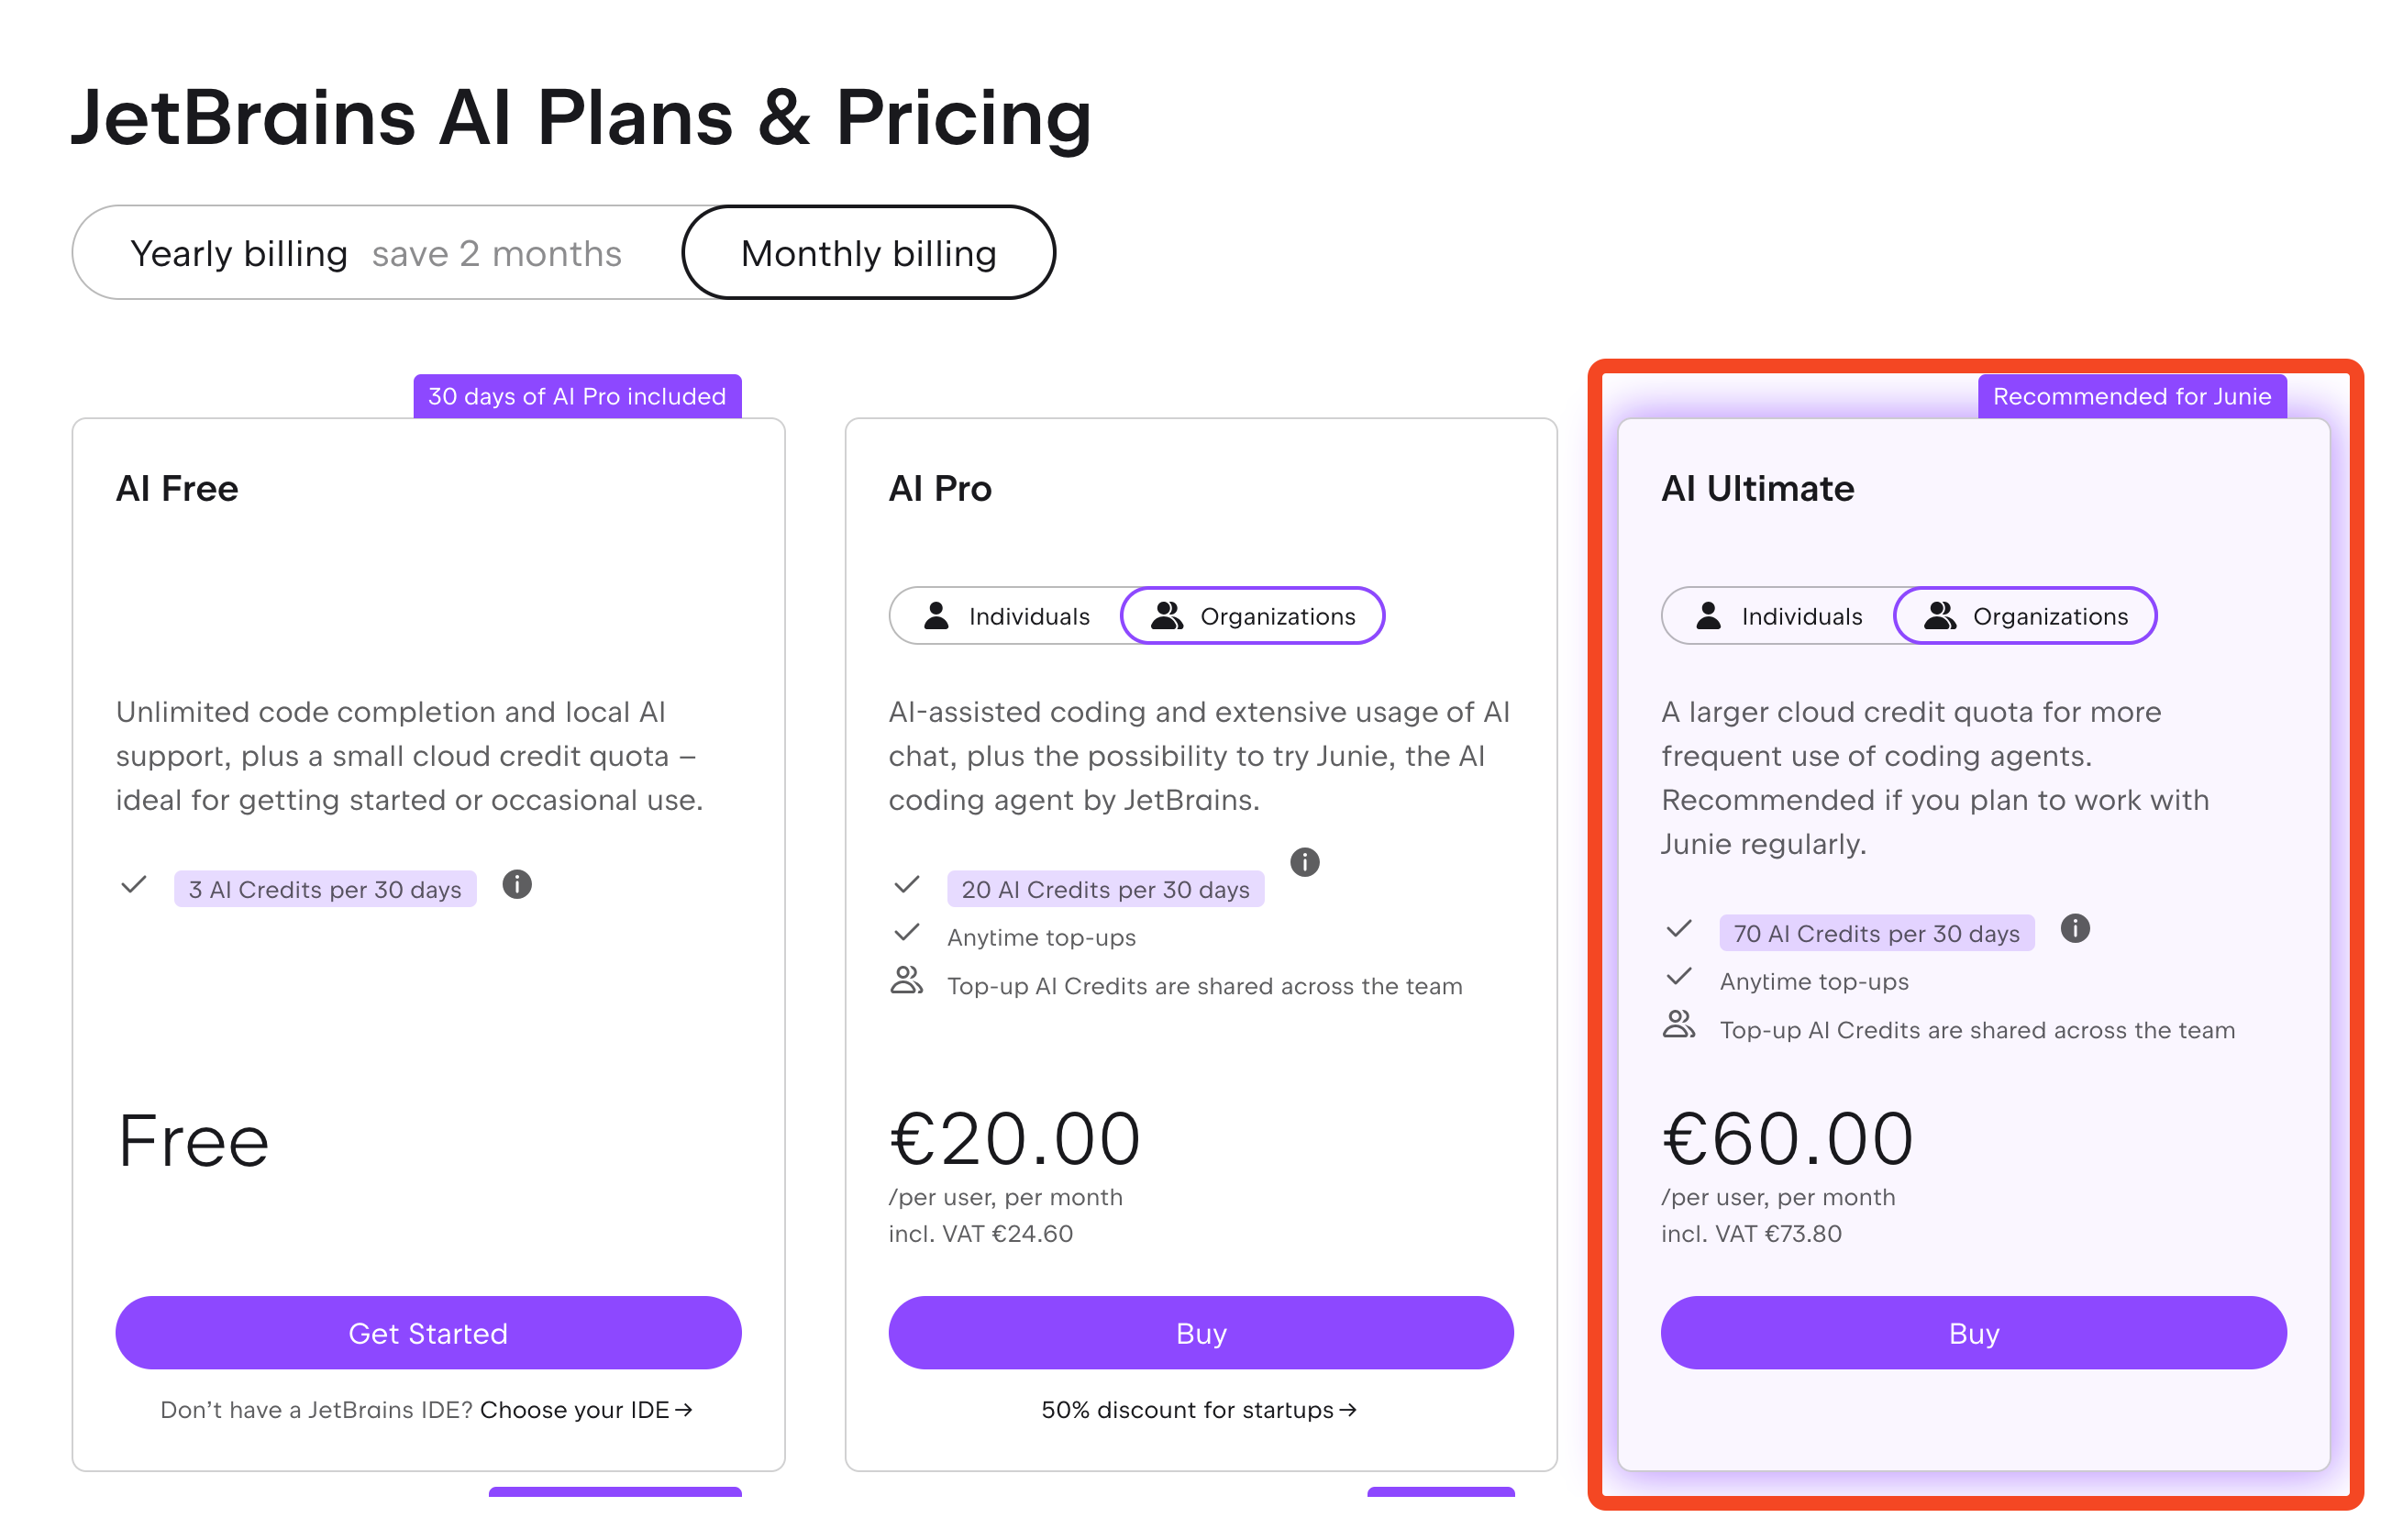 JetBrains AI Plans & Pricing
Yearly billing save 2 months
Monthly billing
30 days of AI Pro included
AI Free
Unlimited code completion and local AI
support, plus a small cloud credit quota –
ideal for getting started or occasional use.
3 AI Credits per 30 days
Free
Get Started
Don’t have a JetBrains IDE? Choose your IDE →
AI Pro
Individuals
Organizations
AI-assisted coding and extensive usage of AI
chat, plus the possibility to try Junie, the AI
coding agent by JetBrains.
20 AI Credits per 30 days
Anytime top-ups
Top-up AI Credits are shared across the team
€20.00
/per user, per month
incl. VAT €24.60
Buy
50% discount for startups →
Recommended for Junie
AI Ultimate
Individuals
Organizations
A larger cloud credit quota for more
frequent use of coding agents.
Recommended if you plan to work with
Junie regularly.
70 AI Credits per 30 days
Anytime top-ups
Top-up AI Credits are shared across the team
€60.00
/per user, per month
incl. VAT €73.80
Buy